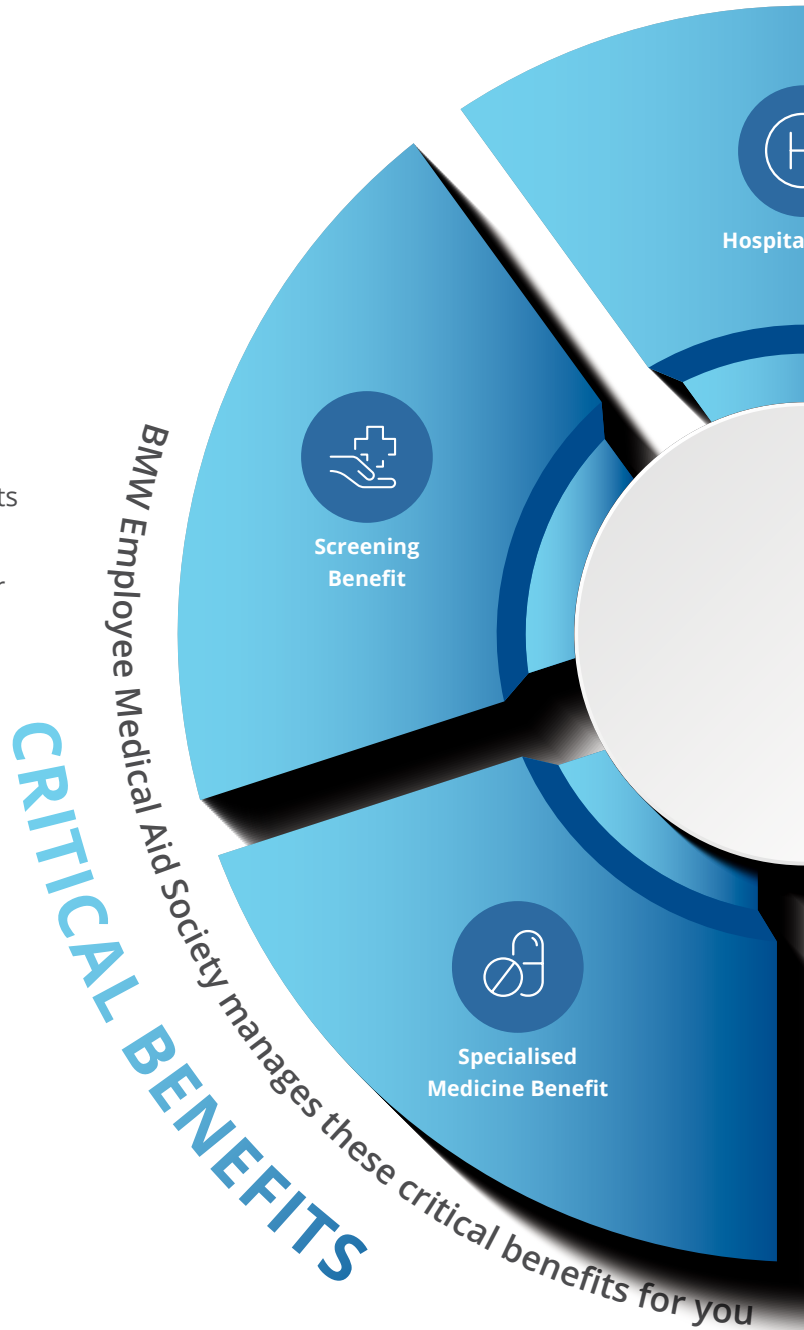 Hospita
Screening
Benefit
ts
r
Specialised
Medicine Benefit
BMW Employee Medical Aid Society manages these critical benefits for you
CRITICAL BENEFITS